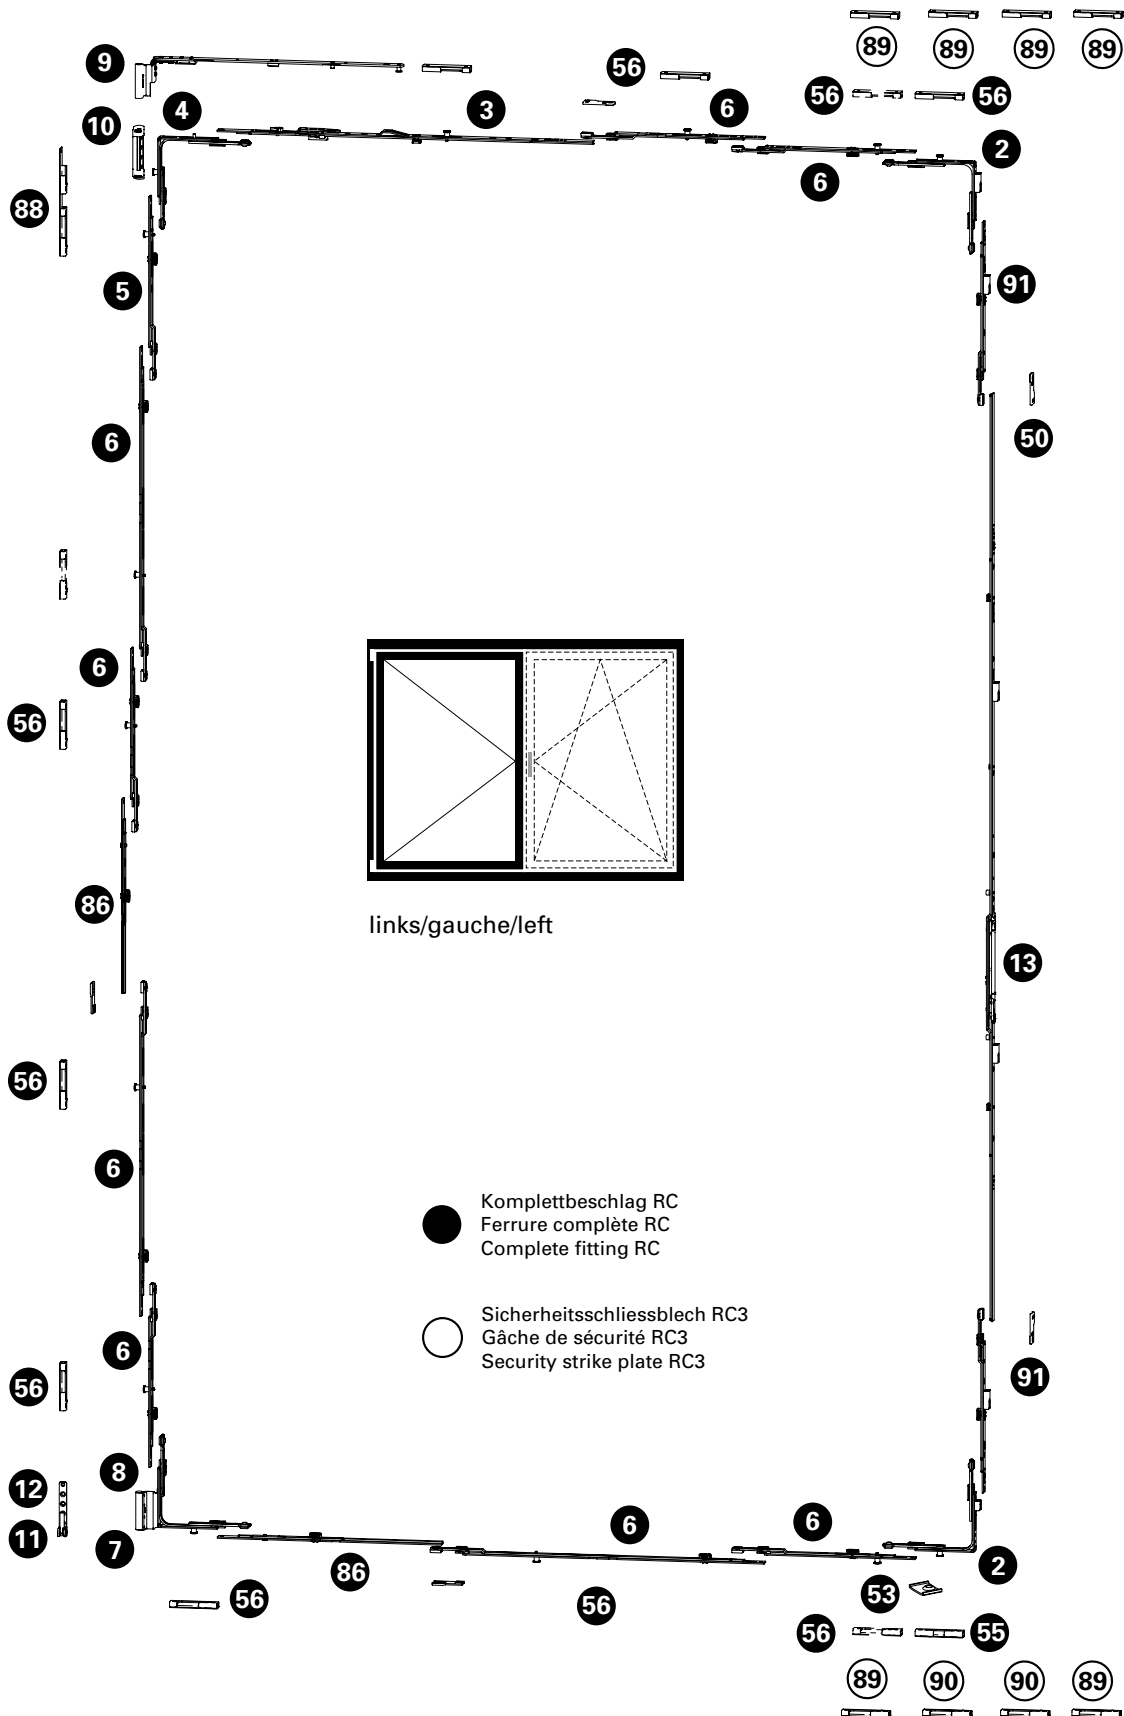 89 89 89 89
9 56
56 56
4 3 6
10 2
6
88
5 91
6 50
6
56
86
links/gauche/left
13
56
6
Komplettbeschlag RC
Ferrure complète RC
Complete fitting RC
Sicherheitsschliessblech RC3
Gâche de sécurité RC3
Security strike plate RC3
6
56 91
8
12
11 7
6 6
86 2
56 56 53
56 55
89 90 90 89